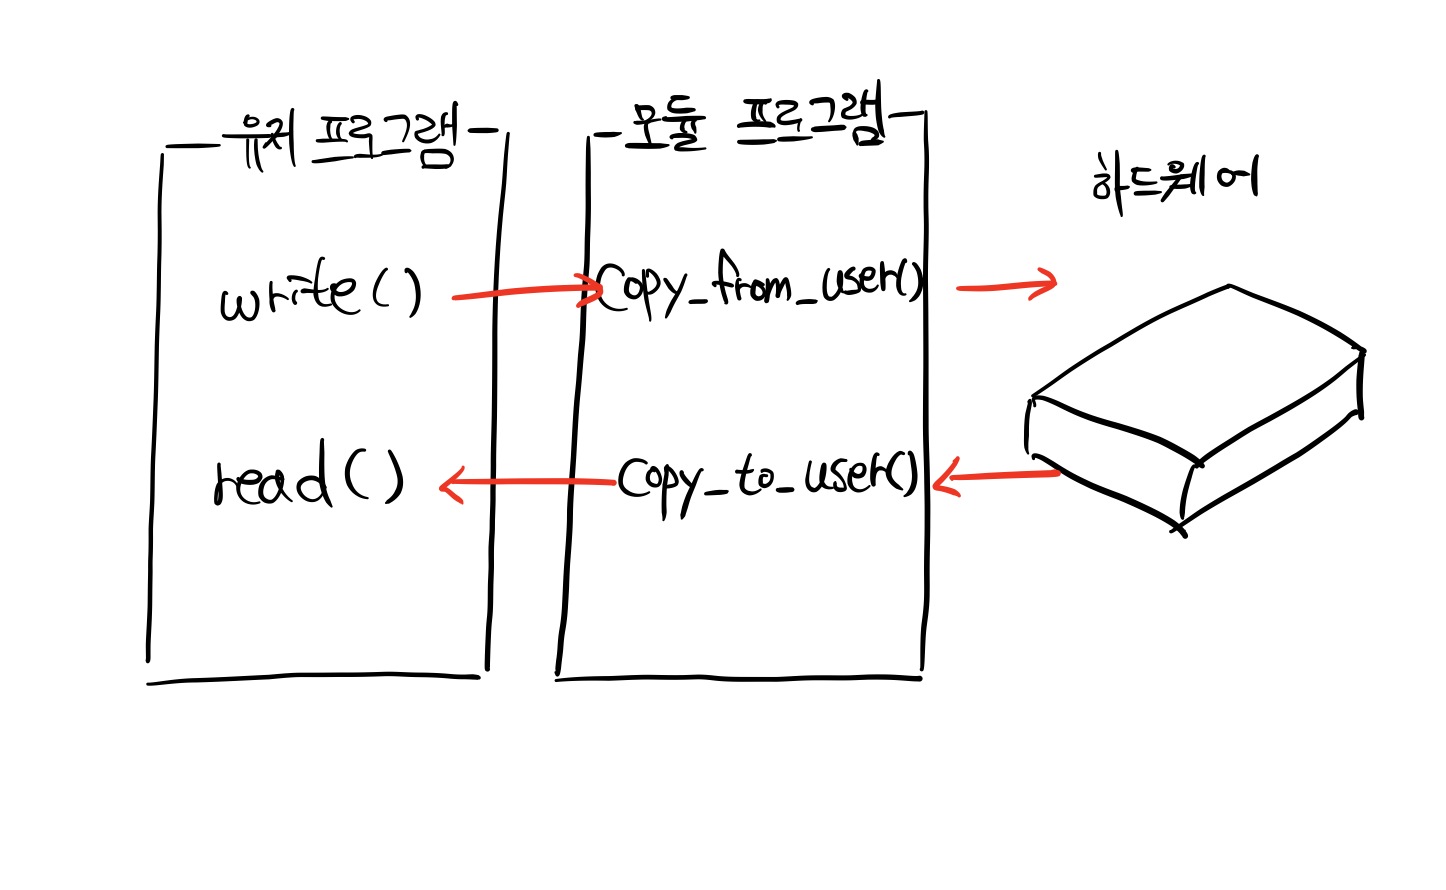 유저 프로그램
모듈 프로그램
하드웨어
write()
Copy_from_user()
read()
Copy_to_user()